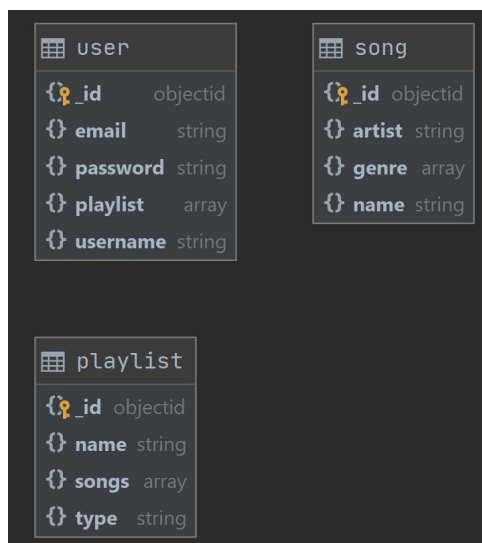 user
_id objectid
email string
password string
playlist array
username string
song
_id objectid
artist string
genre array
name string
playlist
_id objectid
name string
songs array
type string